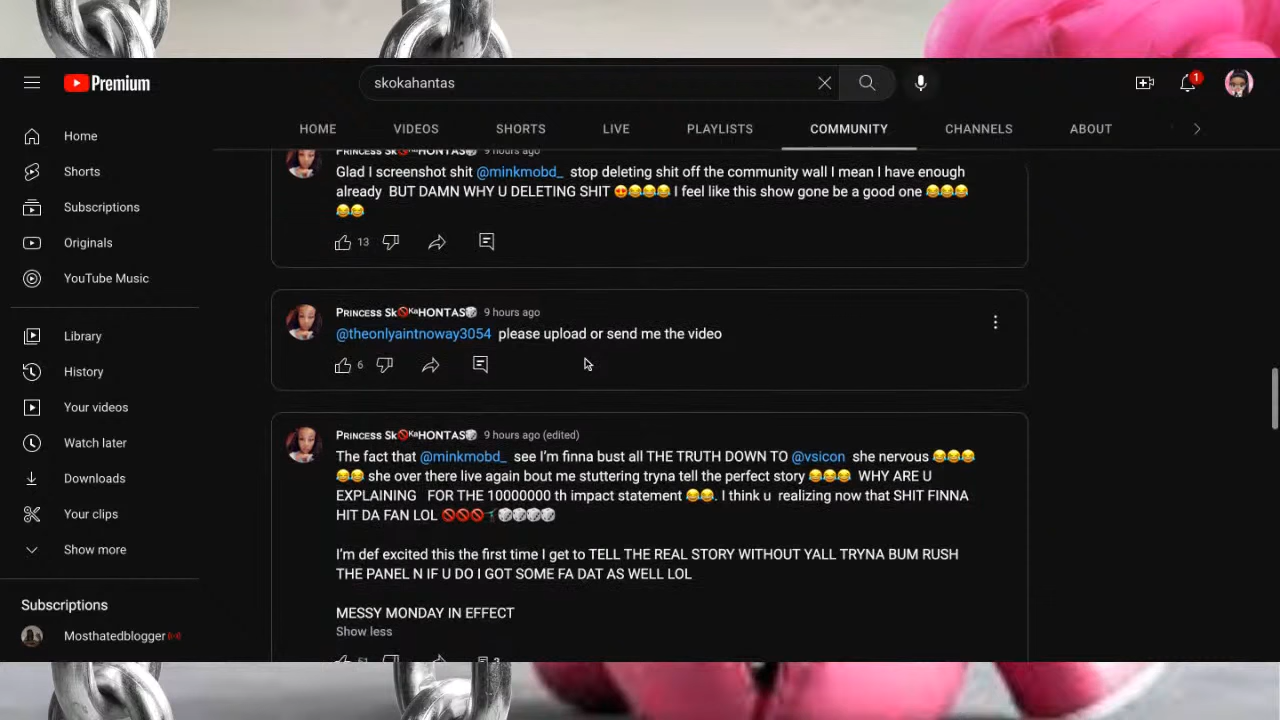 Premium
skokahantas
1
HOME VIDEOS SHORTS LIVE PLAYLISTS COMMUNITY CHANNELS ABOUT
Home
Shorts
Subscriptions
Originals
YouTube Music
Library
History
Your videos
Watch later
Downloads
Your clips
Show more
Subscriptions
Mosthatedblogger
Princess Sk🚫ᴷᵃHONTAS🎲 9 hours ago
Glad I screenshot shit @minkmobd_ stop deleting shit off the community wall I mean I have enough
already BUT DAMN WHY U DELETING SHIT 😍😂😂😂 I feel like this show gone be a good one 😂😂😂
😂😂
13
Princess Sk🚫ᴷᵃHONTAS🎲 9 hours ago
@theonlyaintnoway3054 please upload or send me the video
6
Princess Sk🚫ᴷᵃHONTAS🎲 9 hours ago (edited)
The fact that @minkmobd_ see I'm finna bust all THE TRUTH DOWN TO @vsicon she nervous 😂😂😂
😂😂 she over there live again bout me stuttering tryna tell the perfect story 😂😂😂 WHY ARE U
EXPLAINING FOR THE 10000000 th impact statement 😂😂. I think u realizing now that SHIT FINNA
HIT DA FAN LOL 🚫🚫🚫🔫🎲🎲🎲🎲
I'm def excited this the first time I get to TELL THE REAL STORY WITHOUT YALL TRYNA BUM RUSH
THE PANEL N IF U DO I GOT SOME FA DAT AS WELL LOL
MESSY MONDAY IN EFFECT
Show less